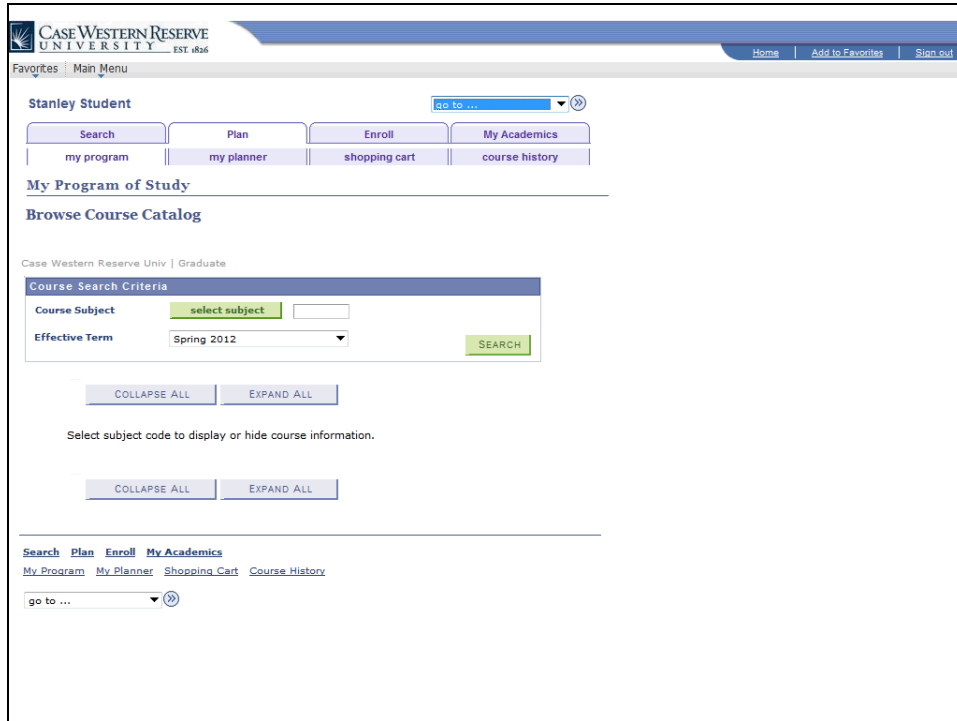 CASE WESTERN RESERVE
UNIVERSITY EST. 1826
Home Add to Favorites Sign out
Favorites Main Menu
Stanley Student go to ...
Search Plan Enroll My Academics
my program my planner shopping cart course history
My Program of Study
Browse Course Catalog
Case Western Reserve Univ | Graduate
Course Search Criteria
Course Subject select subject
Effective Term Spring 2012 SEARCH
COLLAPSE ALL EXPAND ALL
Select subject code to display or hide course information.
COLLAPSE ALL EXPAND ALL
Search Plan Enroll My Academics
My Program My Planner Shopping Cart Course History
go to ...